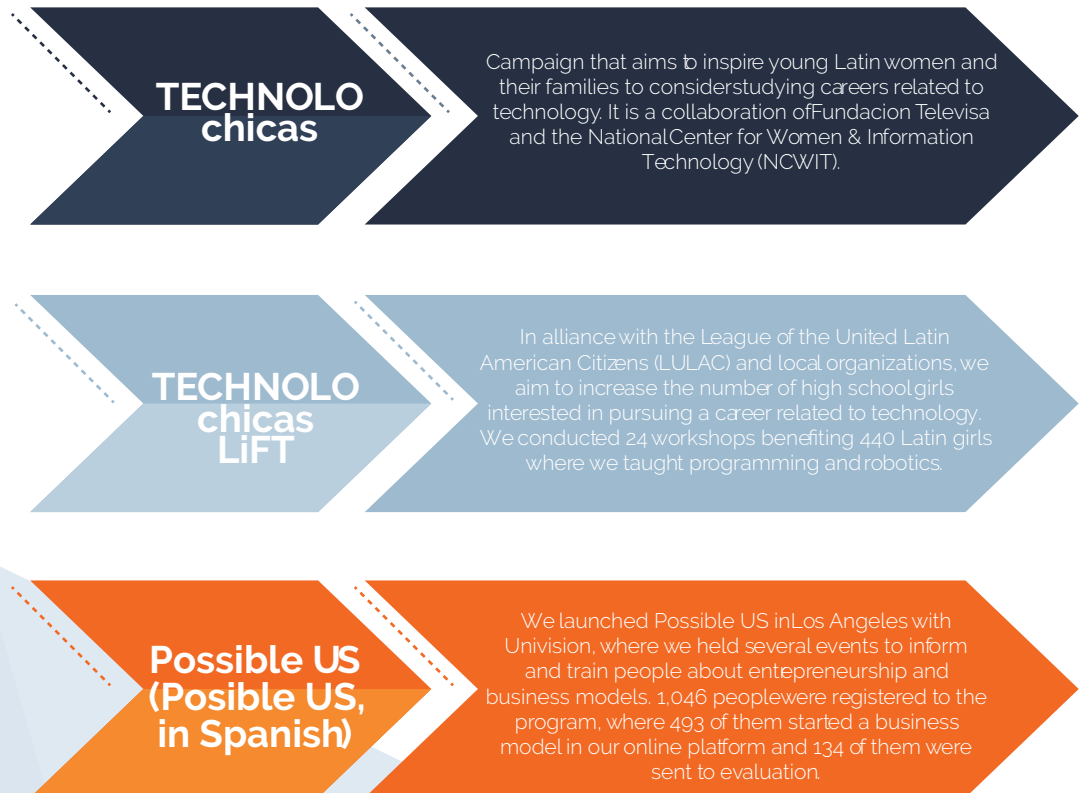 TECHNOLO
chicas
Campaign that aims to inspire young Latin women and
their families to considerstudying careers related to
technology. It is a collaboration ofFundacion Televisa
and the NationalCenter for Women & Information
Technology (NCWIT).
TECHNOLO
chicas
LiFT
In alliance with the League of the United Latin
American Citizens (LULAC) and local organizations, we
aim to increase the number of high school girls
interested in pursuing a career related to technology.
We conducted 24 workshops benefiting 440 Latin girls
where we taught programming and robotics.
Possible US
(Posible US,
in Spanish)
We launched Possible US inLos Angeles with
Univision, where we held several events to inform
and train people about entepreneurship and
business models. 1,046 peoplewere registered to the
program, where 493 of them started a business
model in our online platform and 134 of them were
sent to evaluation.